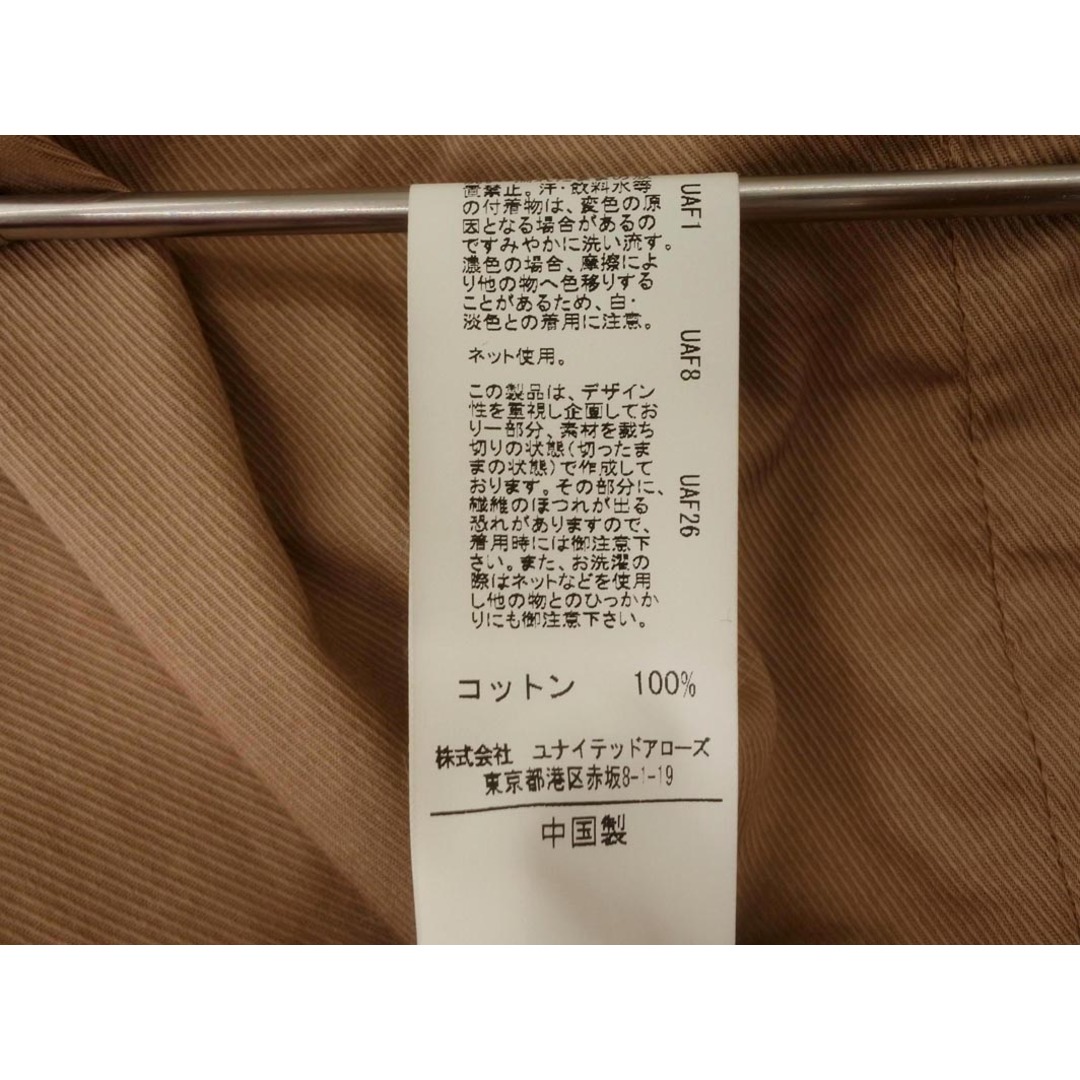 置禁止。汗・飲料水等
の付着物は、変色の原
因となる場合があるの
ですみやかに洗い流す。
濃色の場合、摩擦によ
り他の物へ色移りする
ことがあるため、白・
淡色との着用に注意。
ネット使用。
この製品は、デザイン
性を重視し企画してお
り一部分、素材を裁ち
切りの状態(切ったま
まの状態)で作成して
おります。その部分に、
繊維のほつれが出る
恐れがありますので、
着用時には御注意下
さい。また、お洗濯の
際はネットなどを使用
し他の物とのひっかか
りにも御注意下さい。
UAF1
UAF8
UAF26
コットン 100%
株式会社 ユナイテッドアローズ
東京都港区赤坂8-1-19
中国製